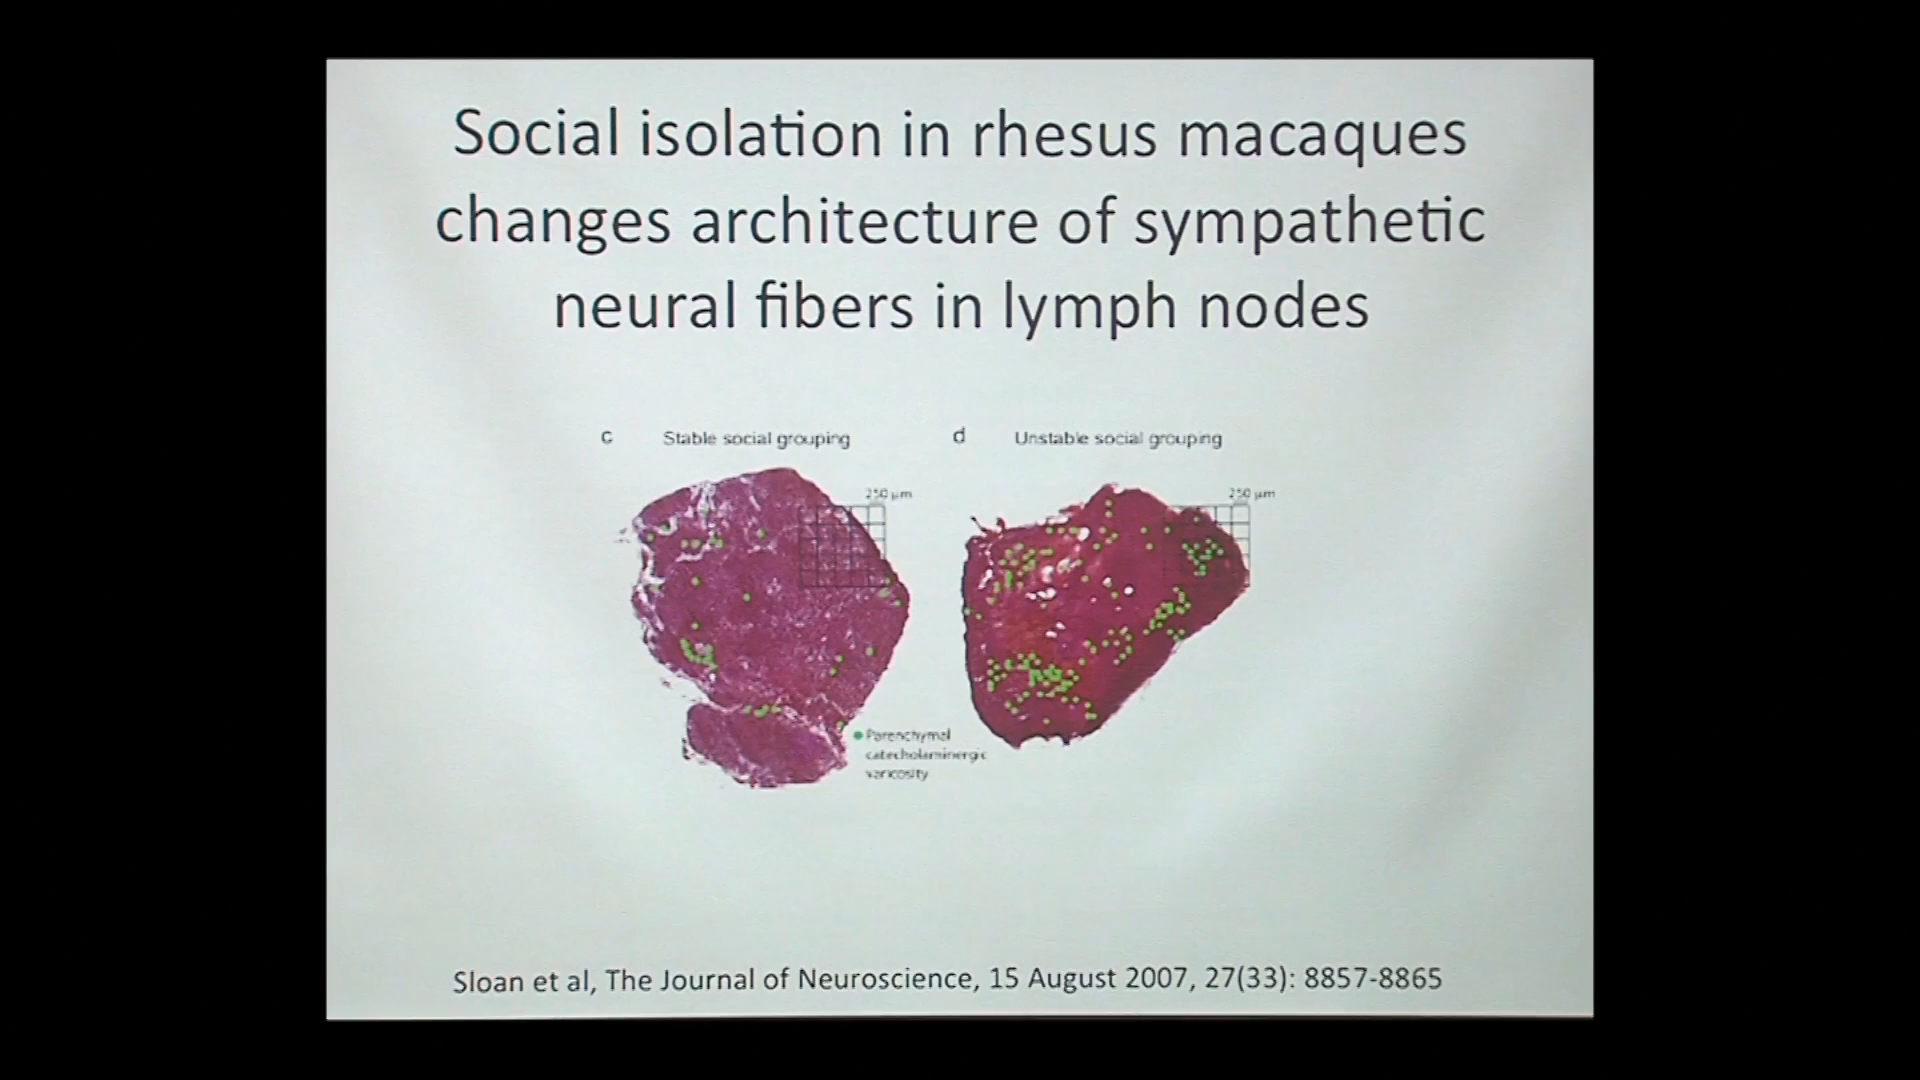 Social isolation in rhesus macaques
changes architecture of sympathetic
neural fibers in lymph nodes
c Stable social grouping
d Unstable social grouping
250 µm
250 µm
Parenchymal
catecholaminergic
varicosity
Sloan et al, The Journal of Neuroscience, 15 August 2007, 27(33): 8857-8865